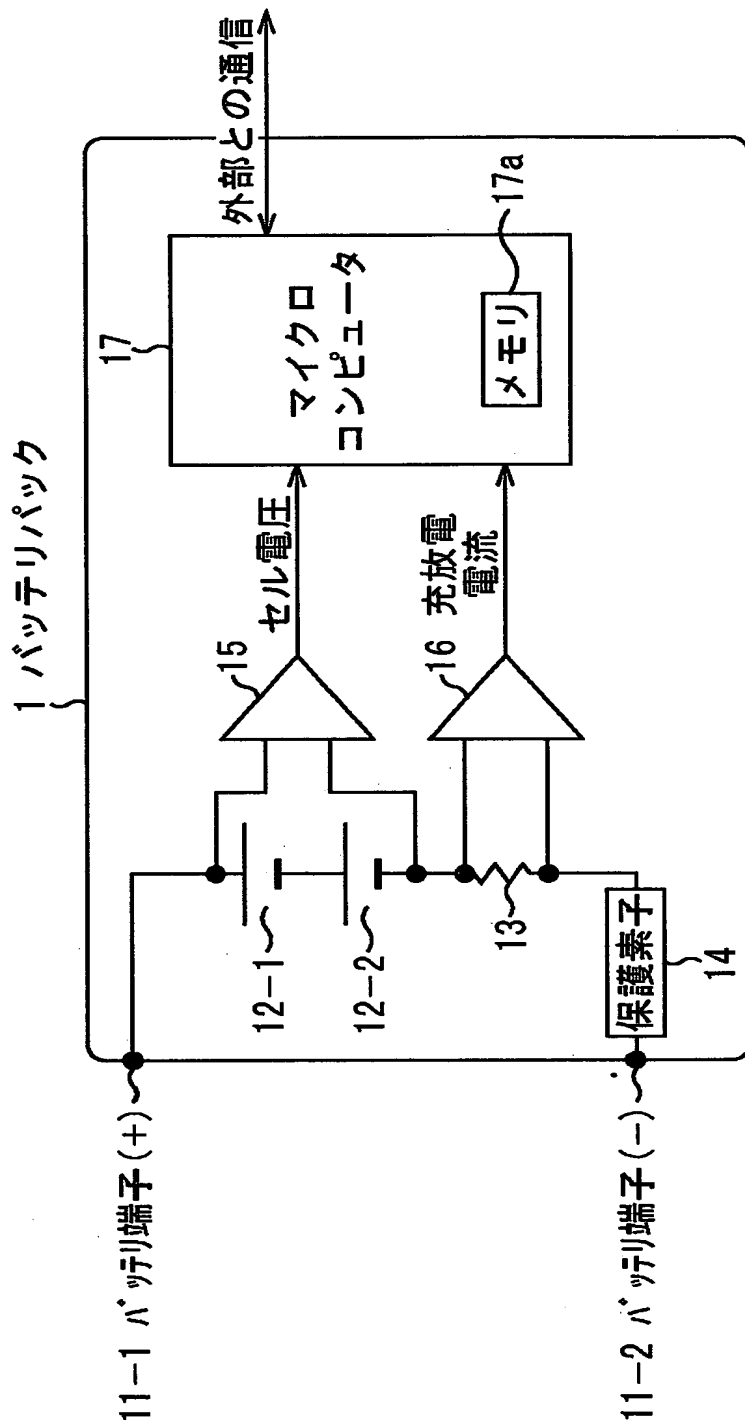 1 バッテリパック
17
外部との通信
マイクロ
コンピュータ
メモリ
17a
15
セル電圧
16
充放電
電流
12-1
12-2
13
保護素子
14
11-1 バッテリ端子(+)
11-2 バッテリ端子(-)